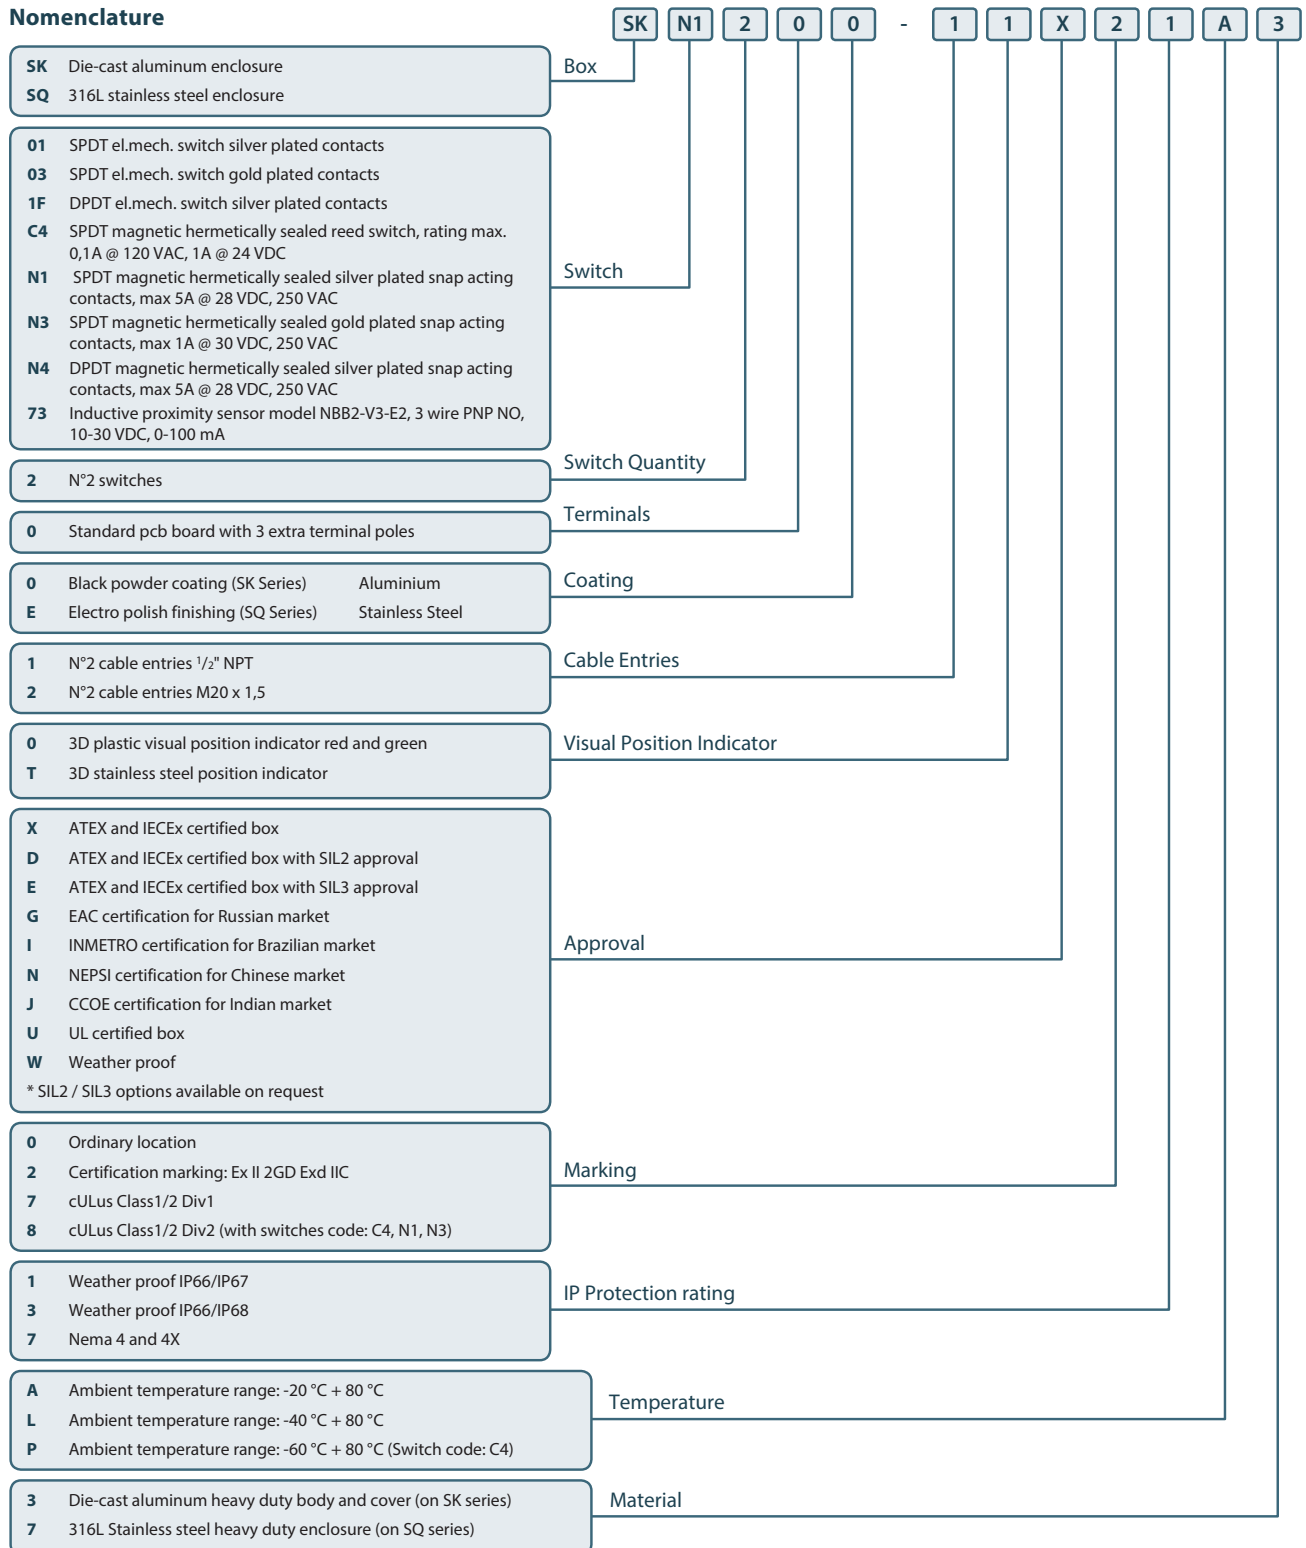 Nomenclature
SK N1 2 0 0 - 1 1 X 2 1 A 3
SK Die-cast aluminum enclosure
SQ 316L stainless steel enclosure
Box
01 SPDT el.mech. switch silver plated contacts
03 SPDT el.mech. switch gold plated contacts
1F DPDT el.mech. switch silver plated contacts
C4 SPDT magnetic hermetically sealed reed switch, rating max.
0,1A @ 120 VAC, 1A @ 24 VDC
N1 SPDT magnetic hermetically sealed silver plated snap acting
contacts, max 5A @ 28 VDC, 250 VAC
N3 SPDT magnetic hermetically sealed gold plated snap acting
contacts, max 1A @ 30 VDC, 250 VAC
N4 DPDT magnetic hermetically sealed silver plated snap acting
contacts, max 5A @ 28 VDC, 250 VAC
73 Inductive proximity sensor model NBB2-V3-E2, 3 wire PNP NO,
10-30 VDC, 0-100 mA
Switch
2 N°2 switches
Switch Quantity
0 Standard pcb board with 3 extra terminal poles
Terminals
0 Black powder coating (SK Series) Aluminium
E Electro polish finishing (SQ Series) Stainless Steel
Coating
1 N°2 cable entries 1/2" NPT
2 N°2 cable entries M20 x 1,5
Cable Entries
0 3D plastic visual position indicator red and green
T 3D stainless steel position indicator
Visual Position Indicator
X ATEX and IECEx certified box
D ATEX and IECEx certified box with SIL2 approval
E ATEX and IECEx certified box with SIL3 approval
G EAC certification for Russian market
I INMETRO certification for Brazilian market
N NEPSI certification for Chinese market
J CCOE certification for Indian market
U UL certified box
W Weather proof
* SIL2 / SIL3 options available on request
Approval
0 Ordinary location
2 Certification marking: Ex II 2GD Exd IIC
7 cULus Class1/2 Div1
8 cULus Class1/2 Div2 (with switches code: C4, N1, N3)
Marking
1 Weather proof IP66/IP67
3 Weather proof IP66/IP68
7 Nema 4 and 4X
IP Protection rating
A Ambient temperature range: -20 °C + 80 °C
L Ambient temperature range: -40 °C + 80 °C
P Ambient temperature range: -60 °C + 80 °C (Switch code: C4)
Temperature
3 Die-cast aluminum heavy duty body and cover (on SK series)
7 316L Stainless steel heavy duty enclosure (on SQ series)
Material